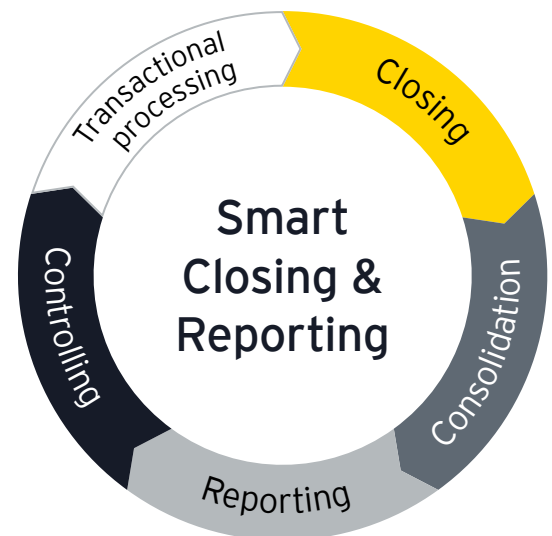 Transactional
processing
Closing
Smart
Closing &
Reporting
Controlling
Consolidation
Reporting